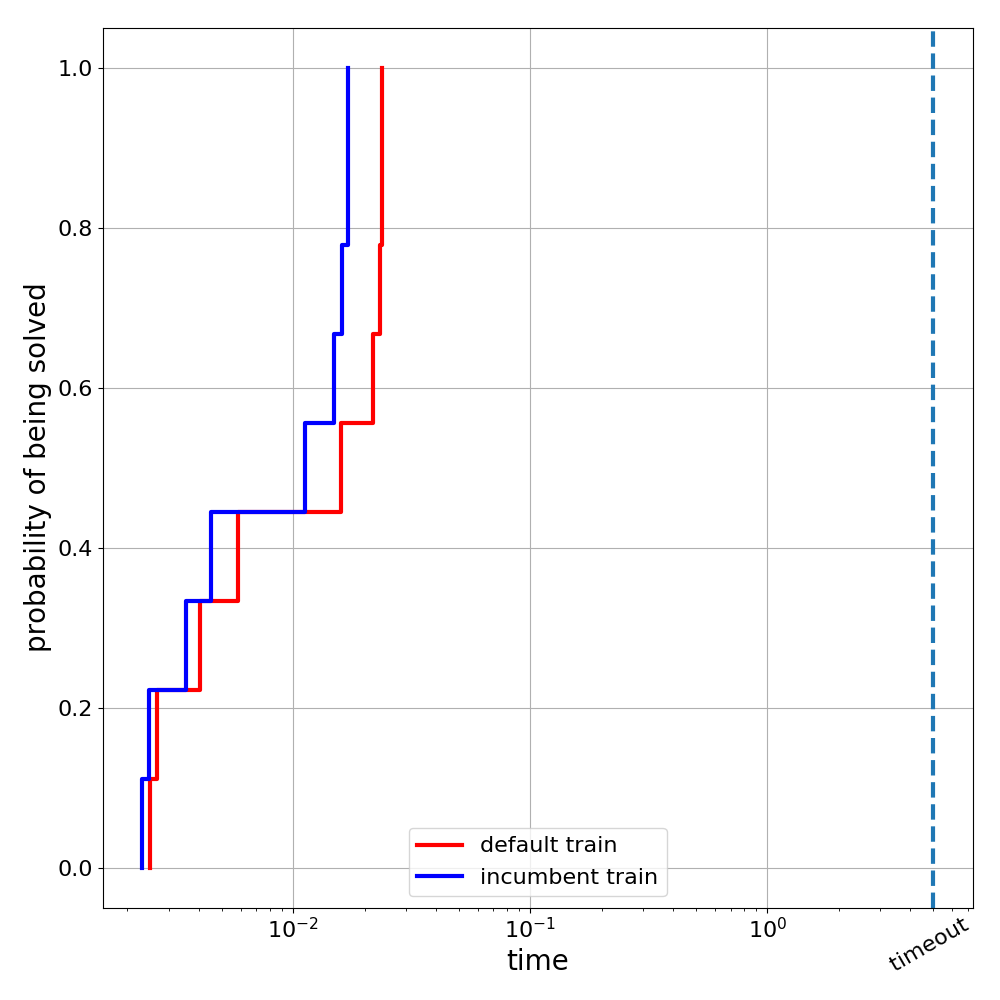 probability of being solved
1.0
0.8
0.6
0.4
0.2
0.0
default train
incumbent train
10⁻²
10⁻¹
10⁰
timeout
time